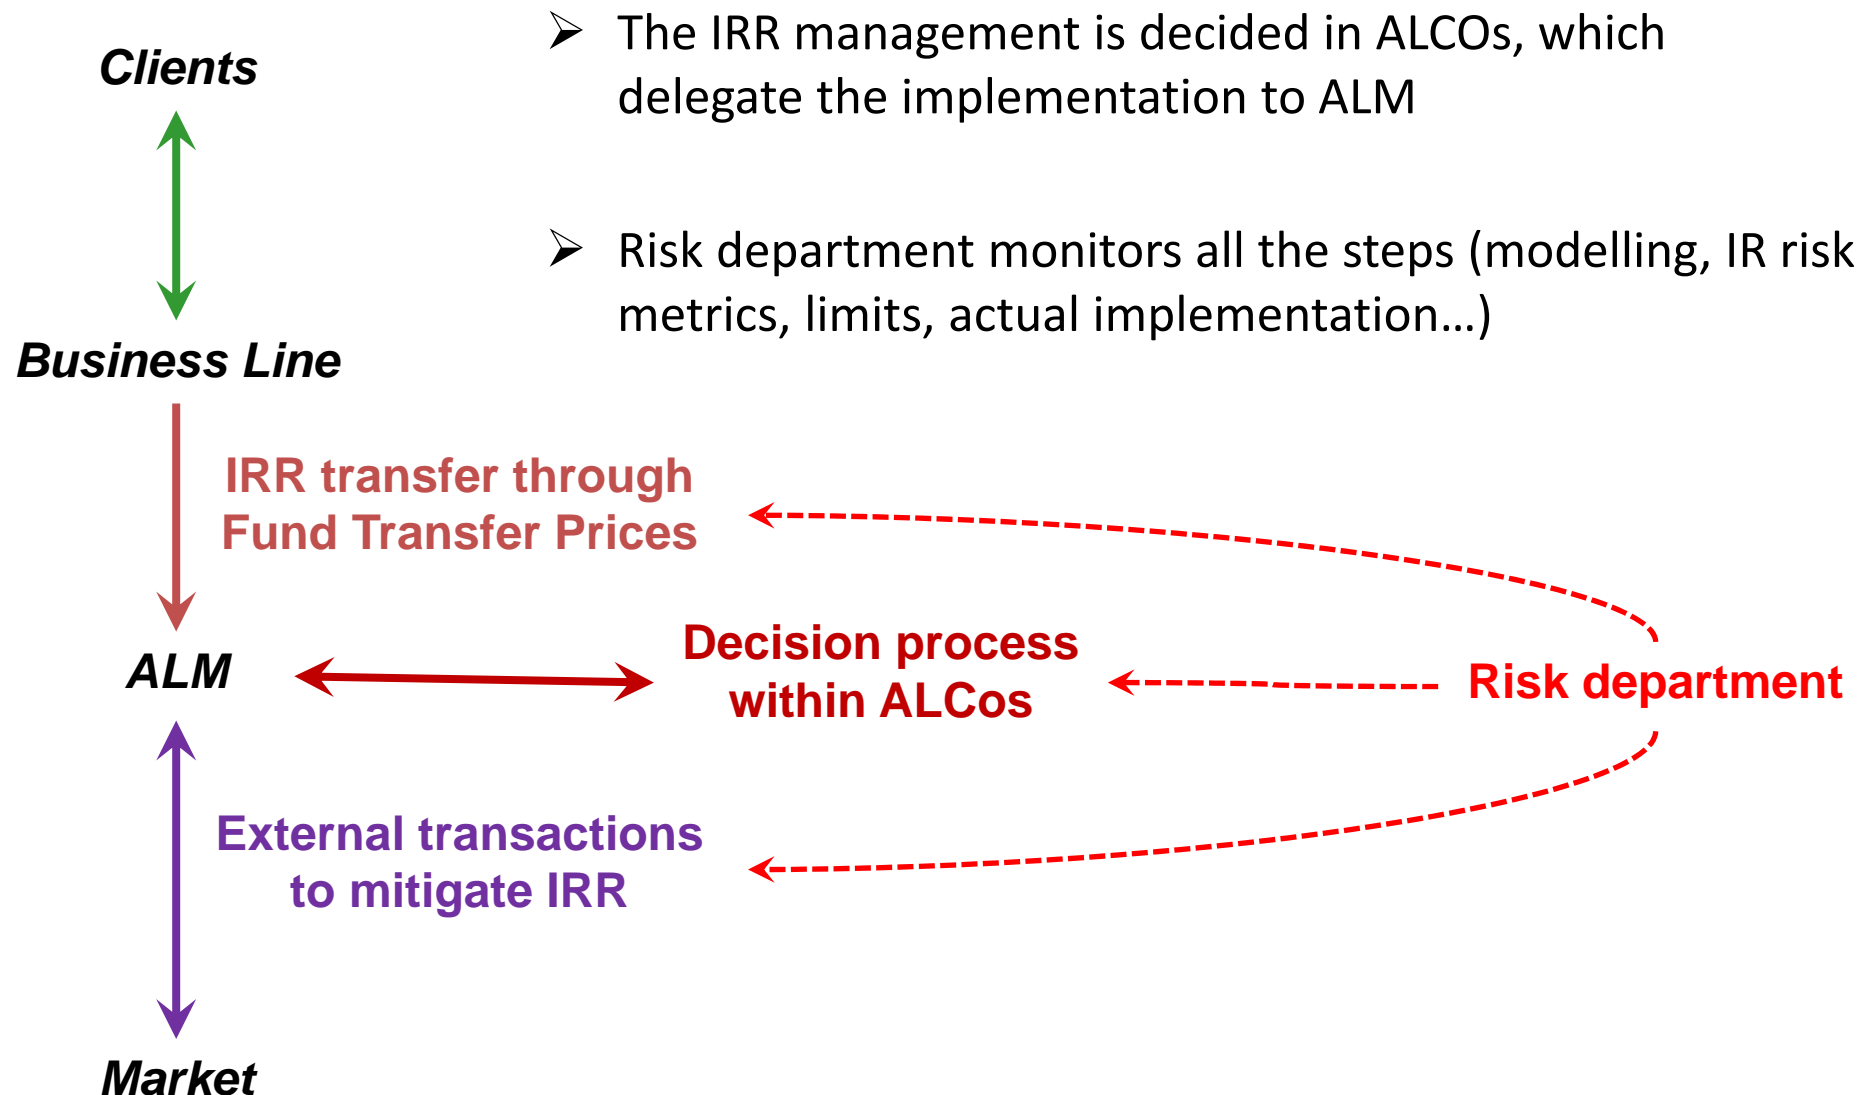 Clients
➢ The IRR management is decided in ALCOs, which
delegate the implementation to ALM
➢ Risk department monitors all the steps (modelling, IR risk
metrics, limits, actual implementation…)
Business Line
IRR transfer through
Fund Transfer Prices
ALM
Decision process
within ALCos
Risk department
External transactions
to mitigate IRR
Market